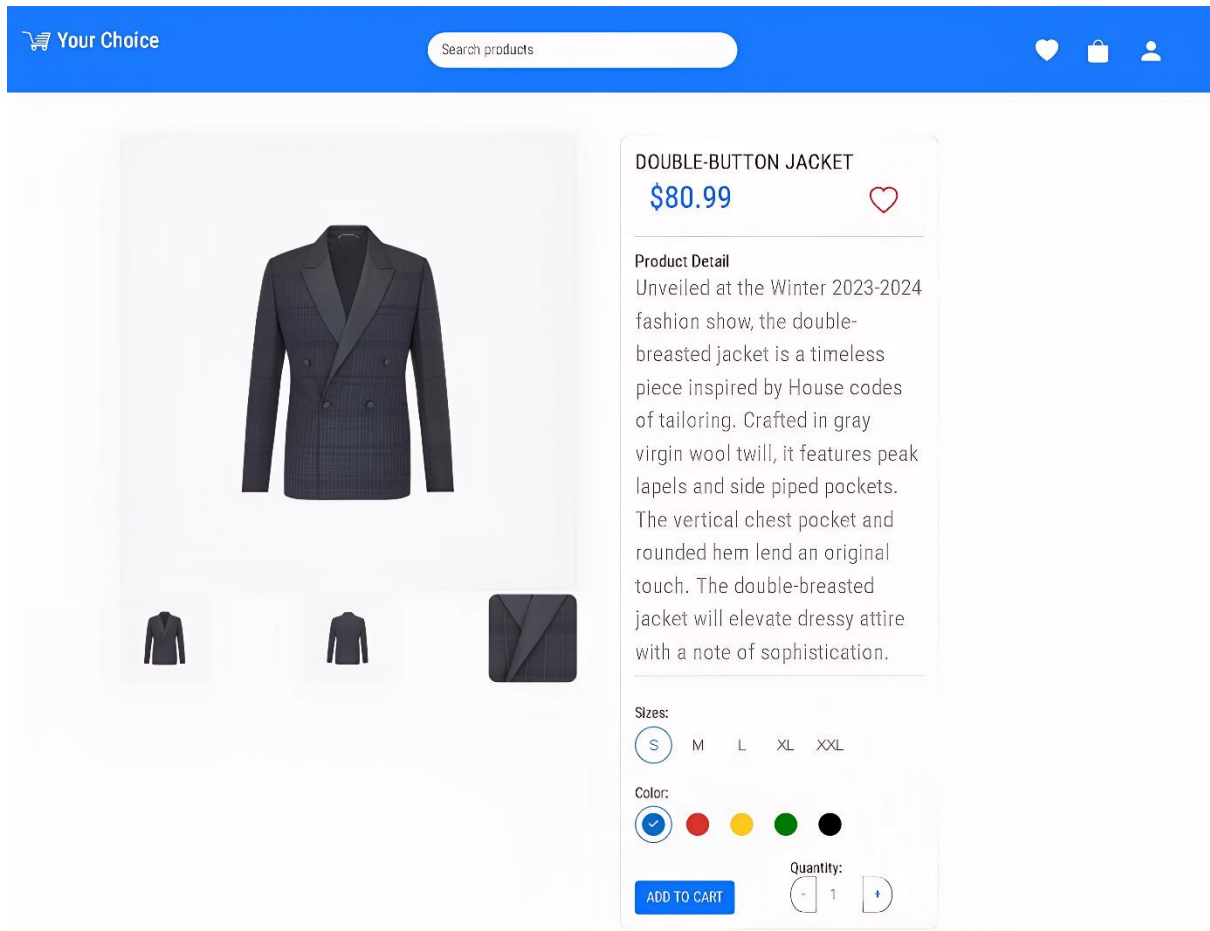 Your Choice
Search products
DOUBLE-BUTTON JACKET
$80.99
Product Detail
Unveiled at the Winter 2023-2024
fashion show, the double-
breasted jacket is a timeless
piece inspired by House codes
of tailoring. Crafted in gray
virgin wool twill, it features peak
lapels and side piped pockets.
The vertical chest pocket and
rounded hem lend an original
touch. The double-breasted
jacket will elevate dressy attire
with a note of sophistication.
Sizes:
S M L XL XXL
Color:
Quantity:
ADD TO CART
- 1 +